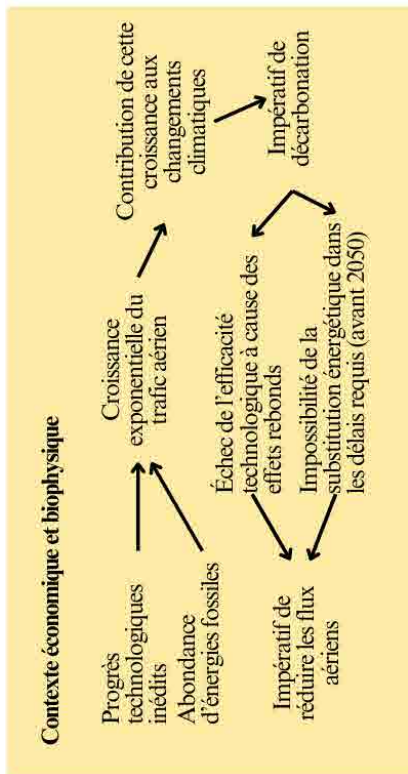 Contexte économique et biophysique
Progrès
technologiques
inédits
Abondance
d'énergies fossiles
Croissance
exponentielle du
trafic aérien
Contribution de cette
croissance aux
changements
climatiques
Impératif de
décarbonation
Échec de l'efficacité
technologique à cause des
effets rebonds
Impossibilité de la
substitution énergétique dans
les délais requis (avant 2050)
Impératif de
réduire les flux
aériens